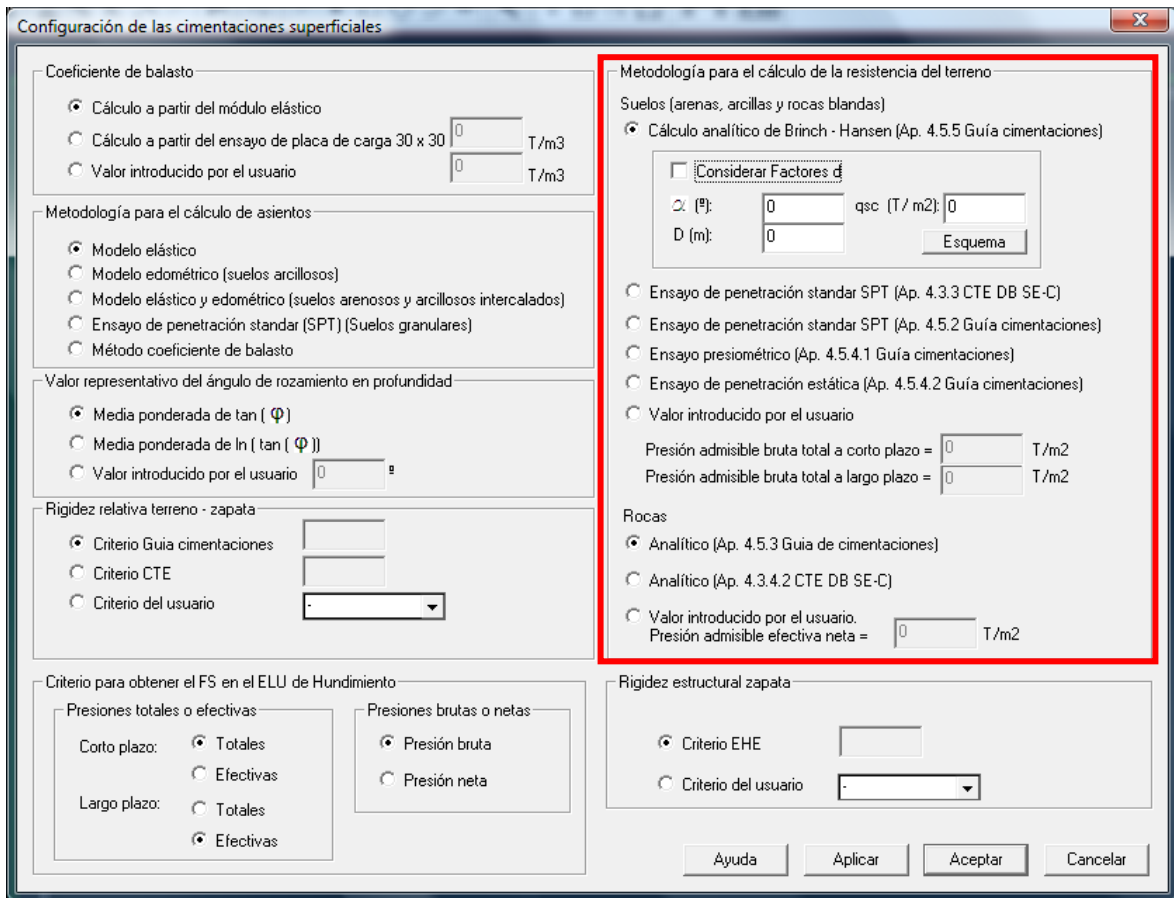 Configuración de las cimentaciones superficiales
Coeficiente de balasto
Cálculo a partir del módulo elástico
Cálculo a partir del ensayo de placa de carga 30 x 30 0 T/m3
Valor introducido por el usuario 0 T/m3
Metodología para el cálculo de asientos
Modelo elástico
Modelo edométrico (suelos arcillosos)
Modelo elástico y edométrico (suelos arenosos y arcillosos intercalados)
Ensayo de penetración standar (SPT) (Suelos granulares)
Método coeficiente de balasto
Valor representativo del ángulo de rozamiento en profundidad
Media ponderada de tan ( φ )
Media ponderada de ln ( tan ( φ ))
Valor introducido por el usuario 0 º
Rigidez relativa terreno - zapata
Criterio Guia cimentaciones
Criterio CTE
Criterio del usuario -
Criterio para obtener el FS en el ELU de Hundimiento
Presiones totales o efectivas
Corto plazo: Totales
Efectivas
Largo plazo: Totales
Efectivas
Presiones brutas o netas
Presión bruta
Presión neta
Metodología para el cálculo de la resistencia del terreno
Suelos (arenas, arcillas y rocas blandas)
Cálculo analítico de Brinch - Hansen (Ap. 4.5.5 Guía cimentaciones)
Considerar Factores d
α (º): 0 qsc (T / m2): 0
D (m): 0 Esquema
Ensayo de penetración standar SPT (Ap. 4.3.3 CTE DB SE-C)
Ensayo de penetración standar SPT (Ap. 4.5.2 Guía cimentaciones)
Ensayo presiométrico (Ap. 4.5.4.1 Guía cimentaciones)
Ensayo de penetración estática (Ap. 4.5.4.2 Guía cimentaciones)
Valor introducido por el usuario
Presión admisible bruta total a corto plazo = 0 T/m2
Presión admisible bruta total a largo plazo = 0 T/m2
Rocas
Analítico (Ap. 4.5.3 Guia de cimentaciones)
Analítico (Ap. 4.3.4.2 CTE DB SE-C)
Valor introducido por el usuario.
Presión admisible efectiva neta = 0 T/m2
Rigidez estructural zapata
Criterio EHE
Criterio del usuario -
Ayuda Aplicar Aceptar Cancelar